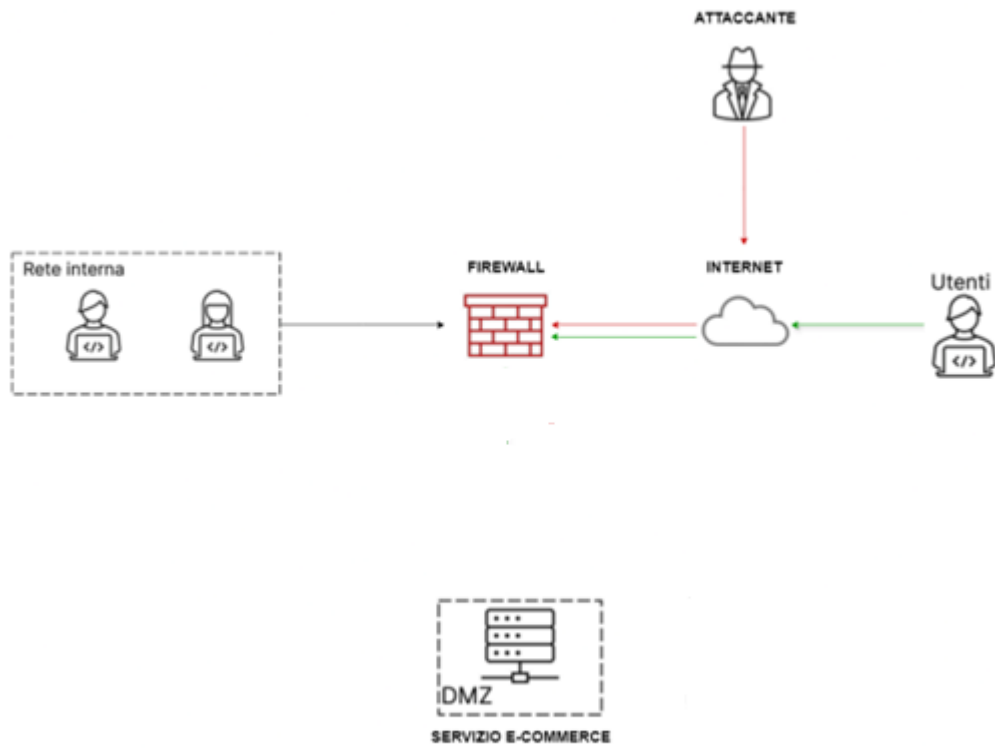 ATTACCANTE
Rete interna
FIREWALL
INTERNET
Utenti
</>
</>
</>
DMZ
SERVIZIO E-COMMERCE